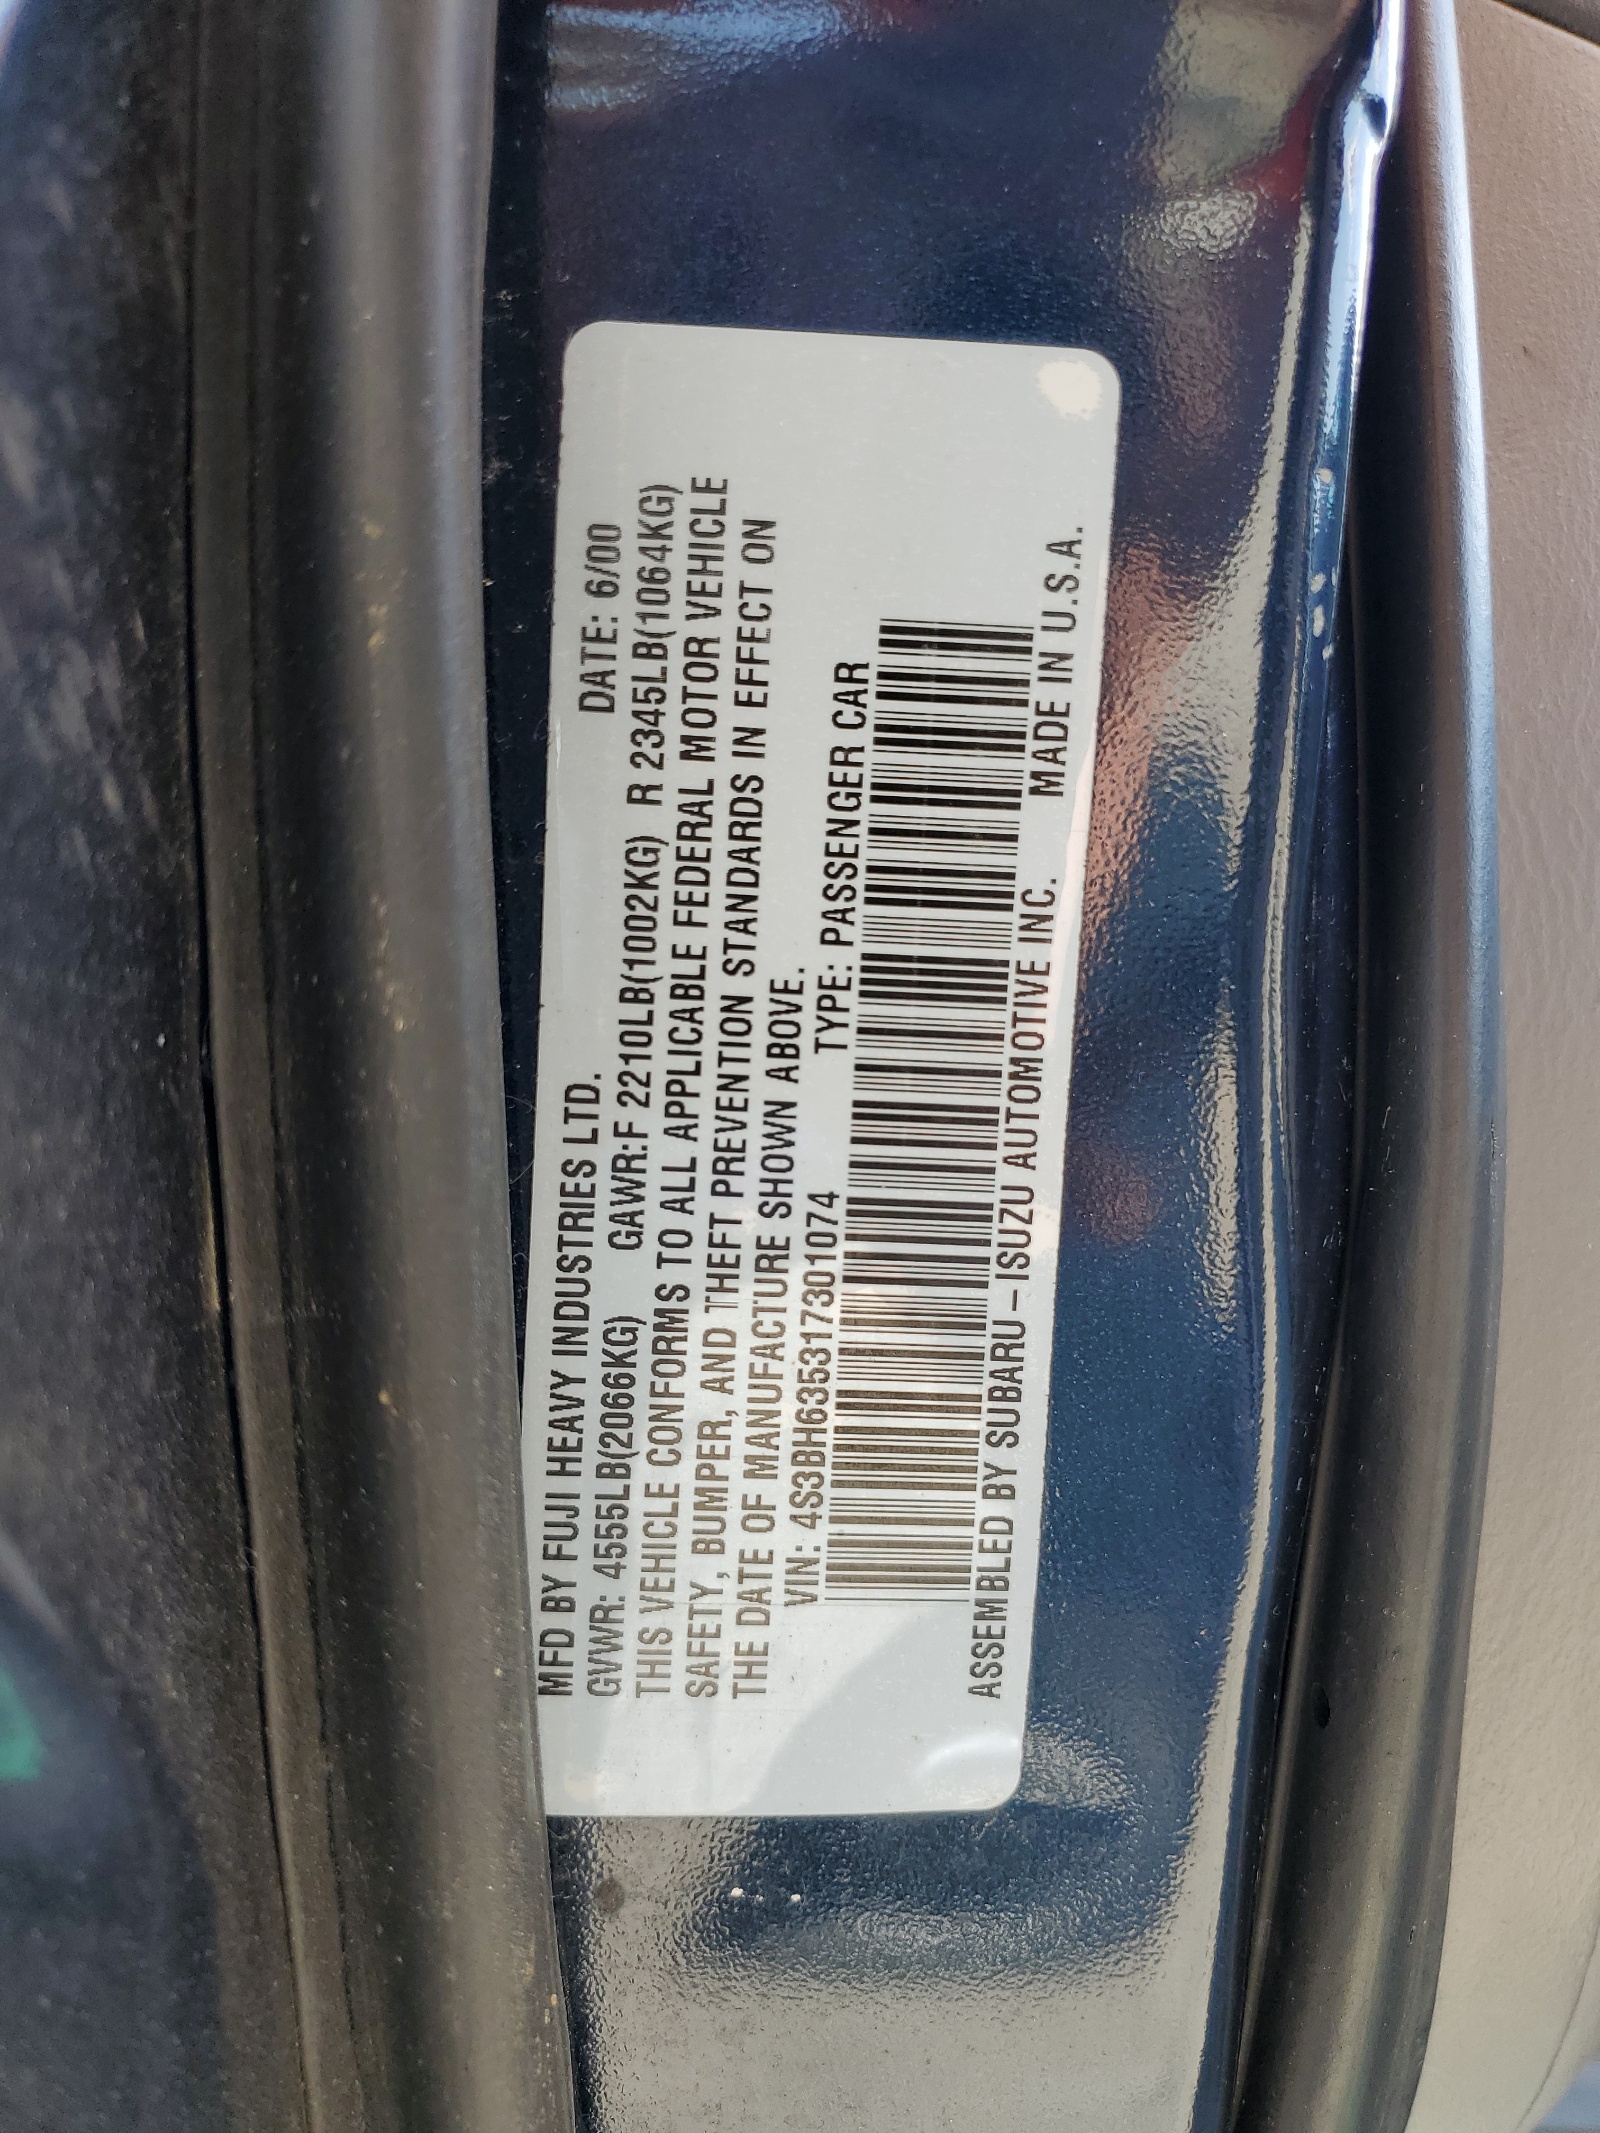 MFD BY FUJI HEAVY INDUSTRIES LTD. DATE: 6/00
GVWR: 4555LB(2066KG) GAWR:F 2210LB(1002KG) R 2345LB(1064KG)
THIS VEHICLE CONFORMS TO ALL APPLICABLE FEDERAL MOTOR VEHICLE
SAFETY, BUMPER, AND THEFT PREVENTION STANDARDS IN EFFECT ON
THE DATE OF MANUFACTURE SHOWN ABOVE.
VIN: 4S3BH635317301074 TYPE: PASSENGER CAR
ASSEMBLED BY SUBARU-ISUZU AUTOMOTIVE INC. MADE IN U.S.A.